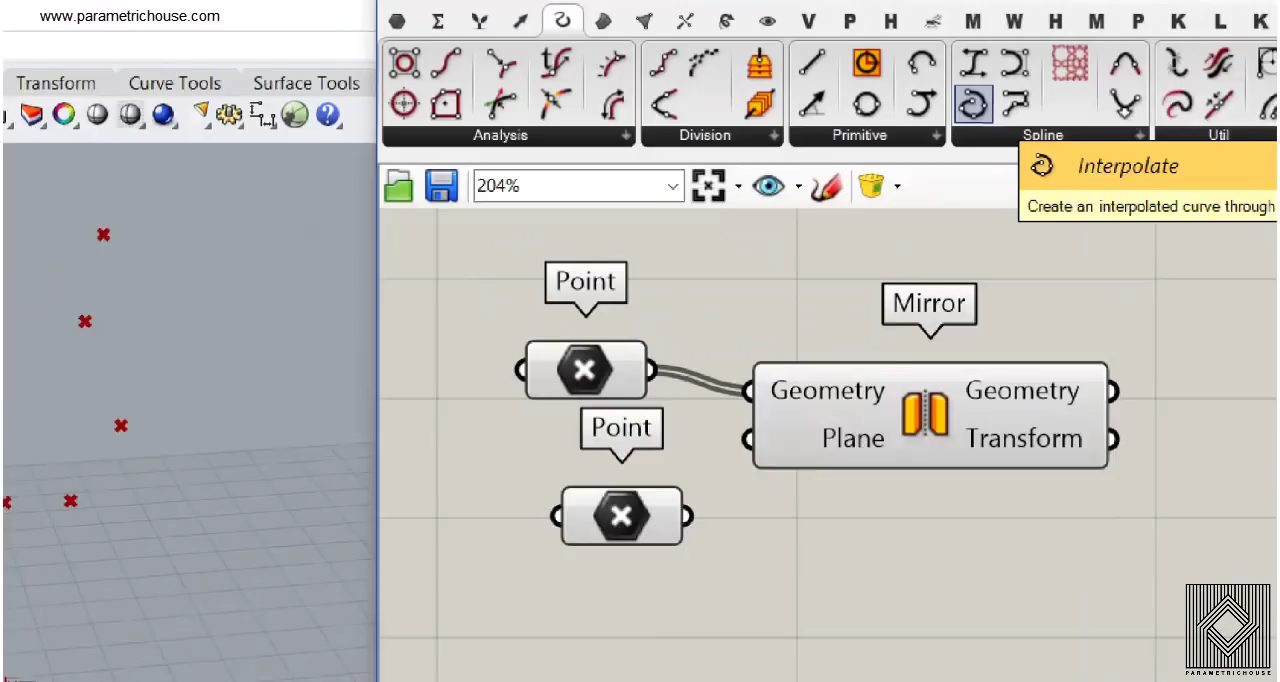 www.parametrichouse.com
V P H M W H M P K L K
Transform Curve Tools Surface Tools
Analysis Division Primitive Spline Util
Interpolate
204%
Create an interpolated curve through
Point
Mirror
Geometry Geometry
Point
Plane Transform
PARAMETRICHOUSE